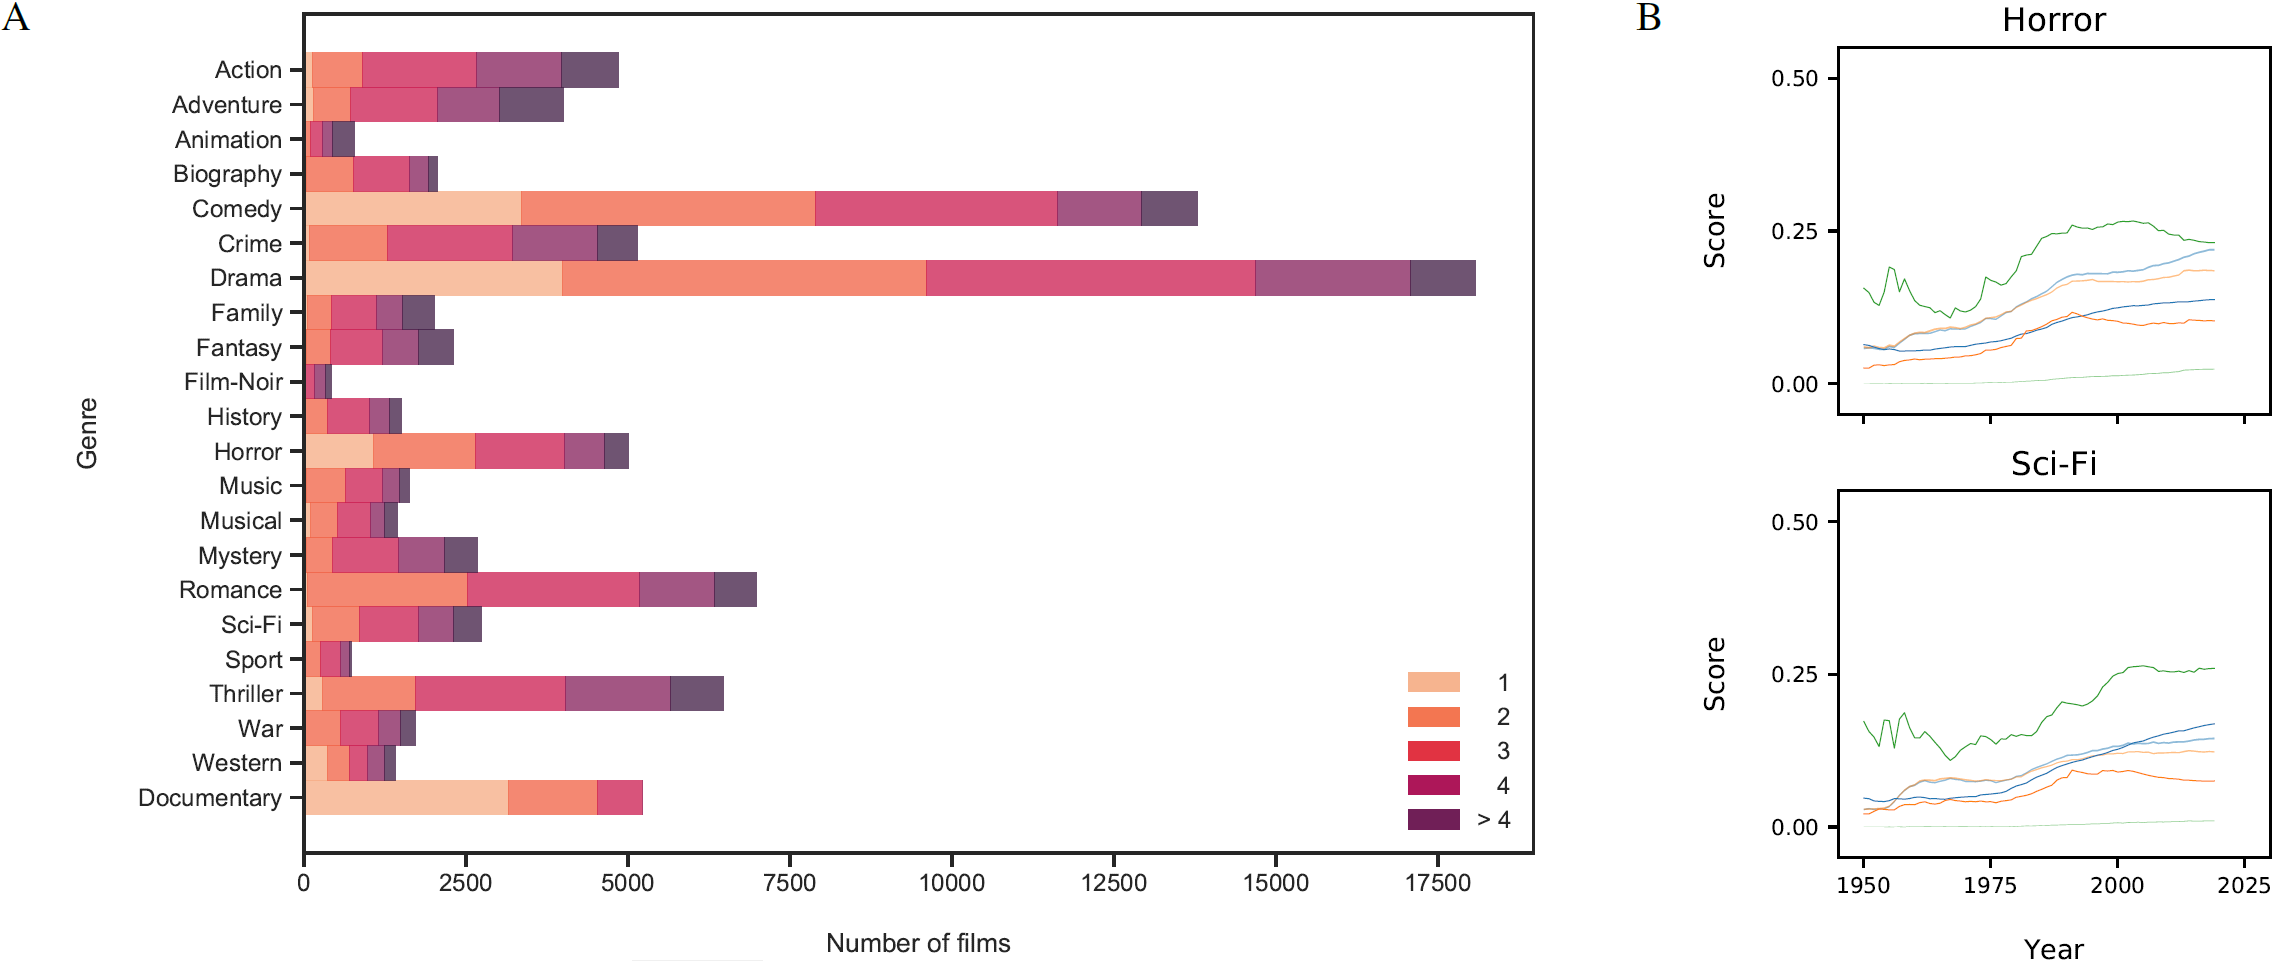 A
Action
Adventure
Animation
Biography
Comedy
Crime
Drama
Family
Fantasy
Film-Noir
History
Horror
Music
Musical
Mystery
Romance
Sci-Fi
Sport
Thriller
War
Western
Documentary
Genre
0 2500 5000 7500 10000 12500 15000 17500
Number of films
1
2
3
4
> 4
B
Horror
0.50
0.25
0.00
Score
Sci-Fi
0.50
0.25
0.00
Score
1950 1975 2000 2025
Year